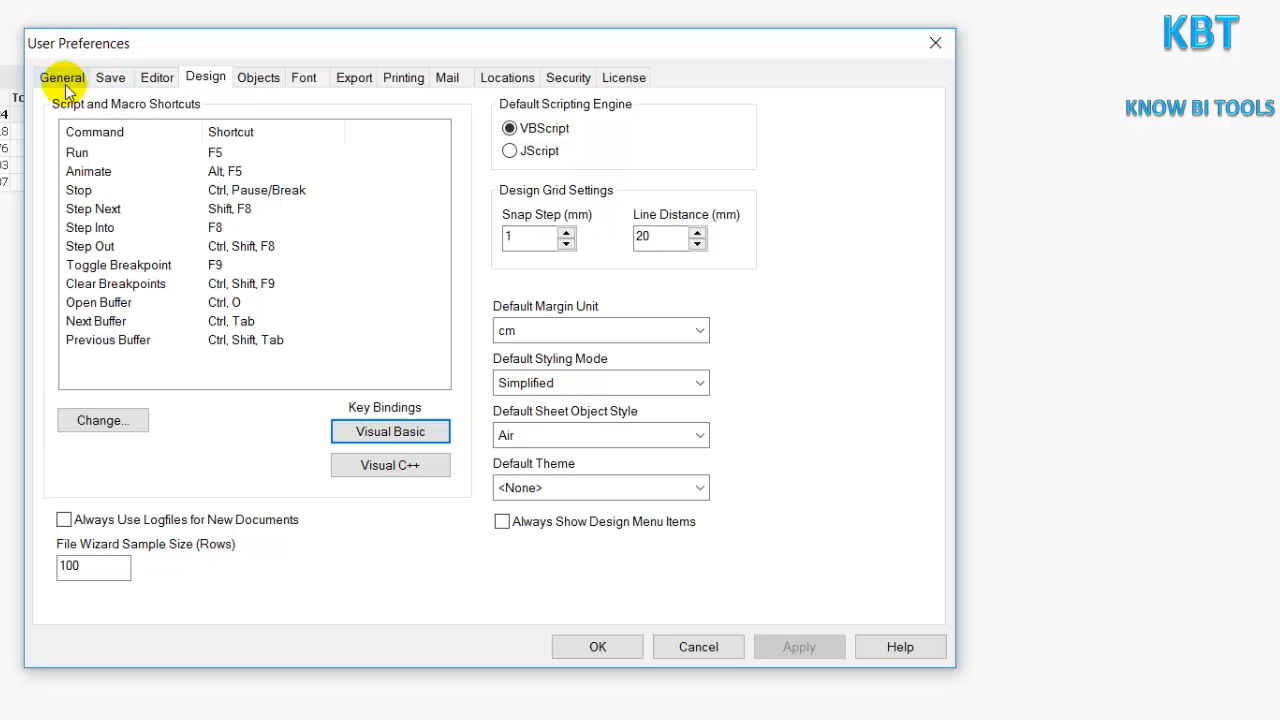 KBT
KNOW BI TOOLS
User Preferences
General Save Editor Design Objects Font Export Printing Mail Locations Security License
Script and Macro Shortcuts
Command Shortcut
Run F5
Animate Alt, F5
Stop Ctrl, Pause/Break
Step Next Shift, F8
Step Into F8
Step Out Ctrl, Shift, F8
Toggle Breakpoint F9
Clear Breakpoints Ctrl, Shift, F9
Open Buffer Ctrl, O
Next Buffer Ctrl, Tab
Previous Buffer Ctrl, Shift, Tab
Change...
Key Bindings
Visual Basic
Visual C++
Always Use Logfiles for New Documents
File Wizard Sample Size (Rows)
100
Default Scripting Engine
VBScript
JScript
Design Grid Settings
Snap Step (mm) Line Distance (mm)
1 20
Default Margin Unit
cm
Default Styling Mode
Simplified
Default Sheet Object Style
Air
Default Theme
<None>
Always Show Design Menu Items
OK Cancel Apply Help